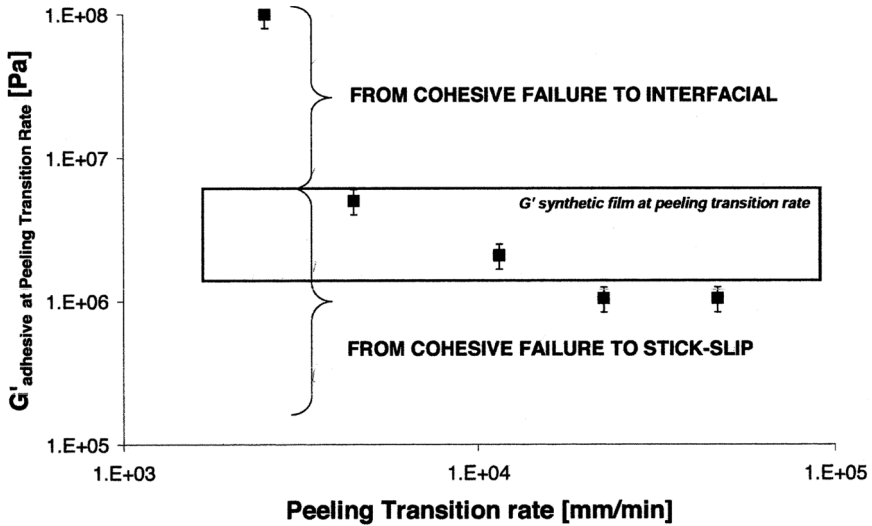 G'adhesive at Peeling Transition Rate [Pa]
1.E+08
1.E+07
1.E+06
1.E+05
FROM COHESIVE FAILURE TO INTERFACIAL
G' synthetic film at peeling transition rate
FROM COHESIVE FAILURE TO STICK-SLIP
1.E+03
1.E+04
1.E+05
Peeling Transition rate [mm/min]